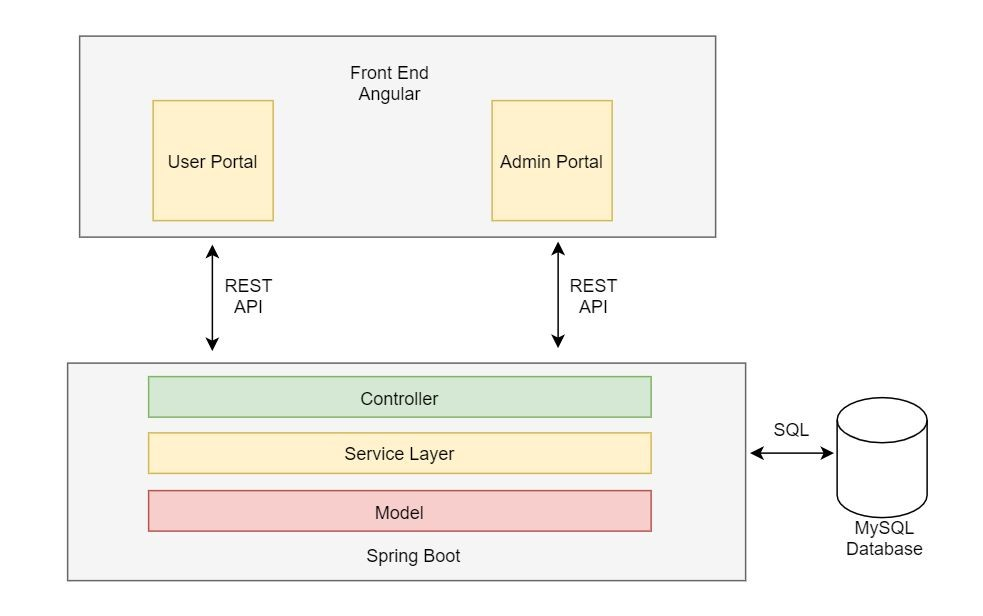 Front End
Angular
User Portal
Admin Portal
REST
API
REST
API
Controller
Service Layer
Model
Spring Boot
SQL
MySQL
Database